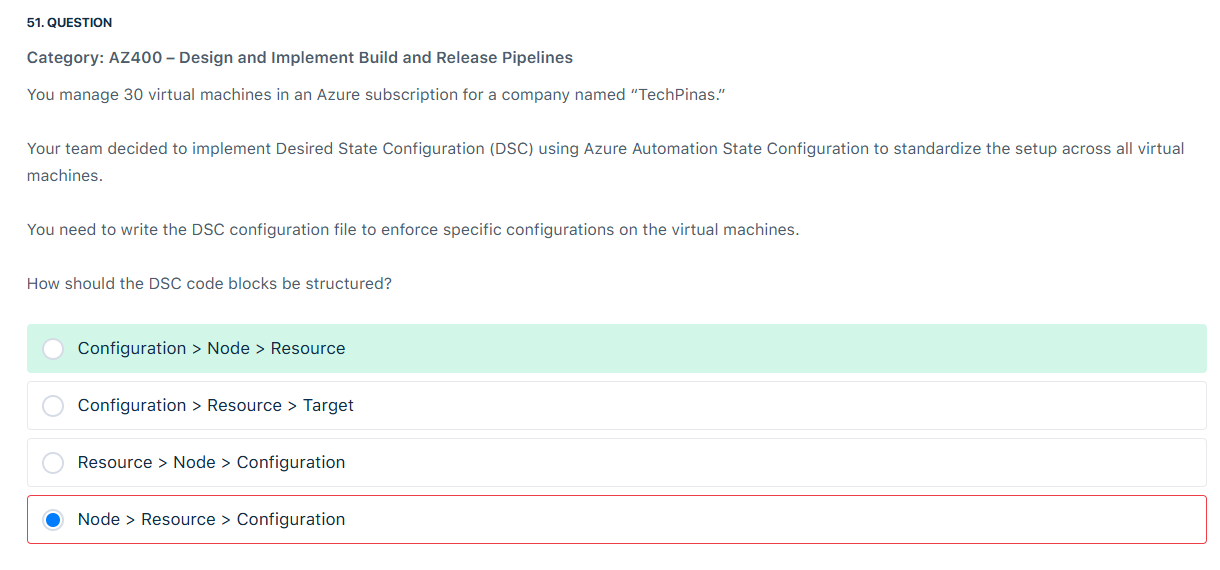 51. QUESTION
Category: AZ400 – Design and Implement Build and Release Pipelines
You manage 30 virtual machines in an Azure subscription for a company named “TechPinas.”
Your team decided to implement Desired State Configuration (DSC) using Azure Automation State Configuration to standardize the setup across all virtual
machines.
You need to write the DSC configuration file to enforce specific configurations on the virtual machines.
How should the DSC code blocks be structured?
Configuration > Node > Resource
Configuration > Resource > Target
Resource > Node > Configuration
Node > Resource > Configuration